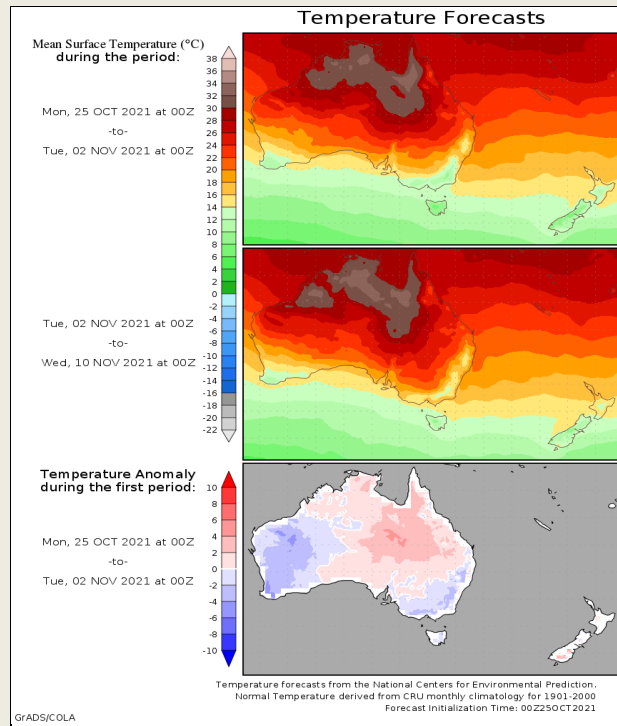 Temperature Forecasts
Mean Surface Temperature (°C)
during the period:
Mon, 25 OCT 2021 at 00Z
-to-
Tue, 02 NOV 2021 at 00Z
38
36
34
32
30
28
26
24
22
20
18
16
14
12
10
8
6
4
2
0
-2
-4
-6
-8
-10
-12
-14
-16
-18
-20
-22
Tue, 02 NOV 2021 at 00Z
-to-
Wed, 10 NOV 2021 at 00Z
Temperature Anomaly
during the first period:
Mon, 25 OCT 2021 at 00Z
-to-
Tue, 02 NOV 2021 at 00Z
10
8
6
4
2
0
-2
-4
-6
-8
-10
Temperature forecasts from the National Centers for Environmental Prediction.
Normal Temperature derived from CRU monthly climatology for 1901-2000
Forecast Initialization Time: 00Z25OCT2021
GrADS/COLA